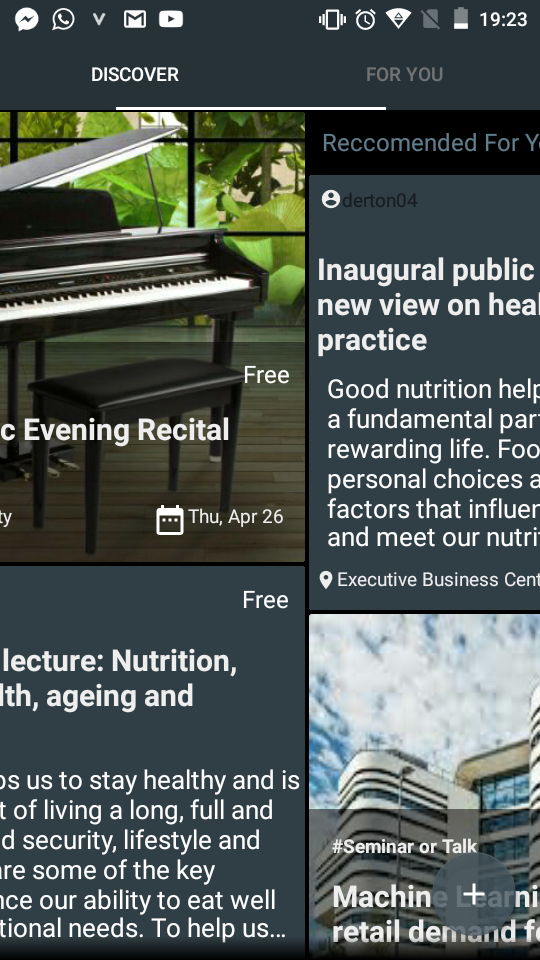 19:23
DISCOVER
FOR YOU
Free
c Evening Recital
ty
Thu, Apr 26
Free
lecture: Nutrition,
lth, ageing and
ps us to stay healthy and is
t of living a long, full and
d security, lifestyle and
are some of the key
nce our ability to eat well
tional needs. To help us...
Reccomended For Yo
derton04
Inaugural public
new view on heal
practice
Good nutrition help
a fundamental part
rewarding life. Foo
personal choices a
factors that influen
and meet our nutrit
Executive Business Cent
#Seminar or Talk
Machine Learni
retail demand fo